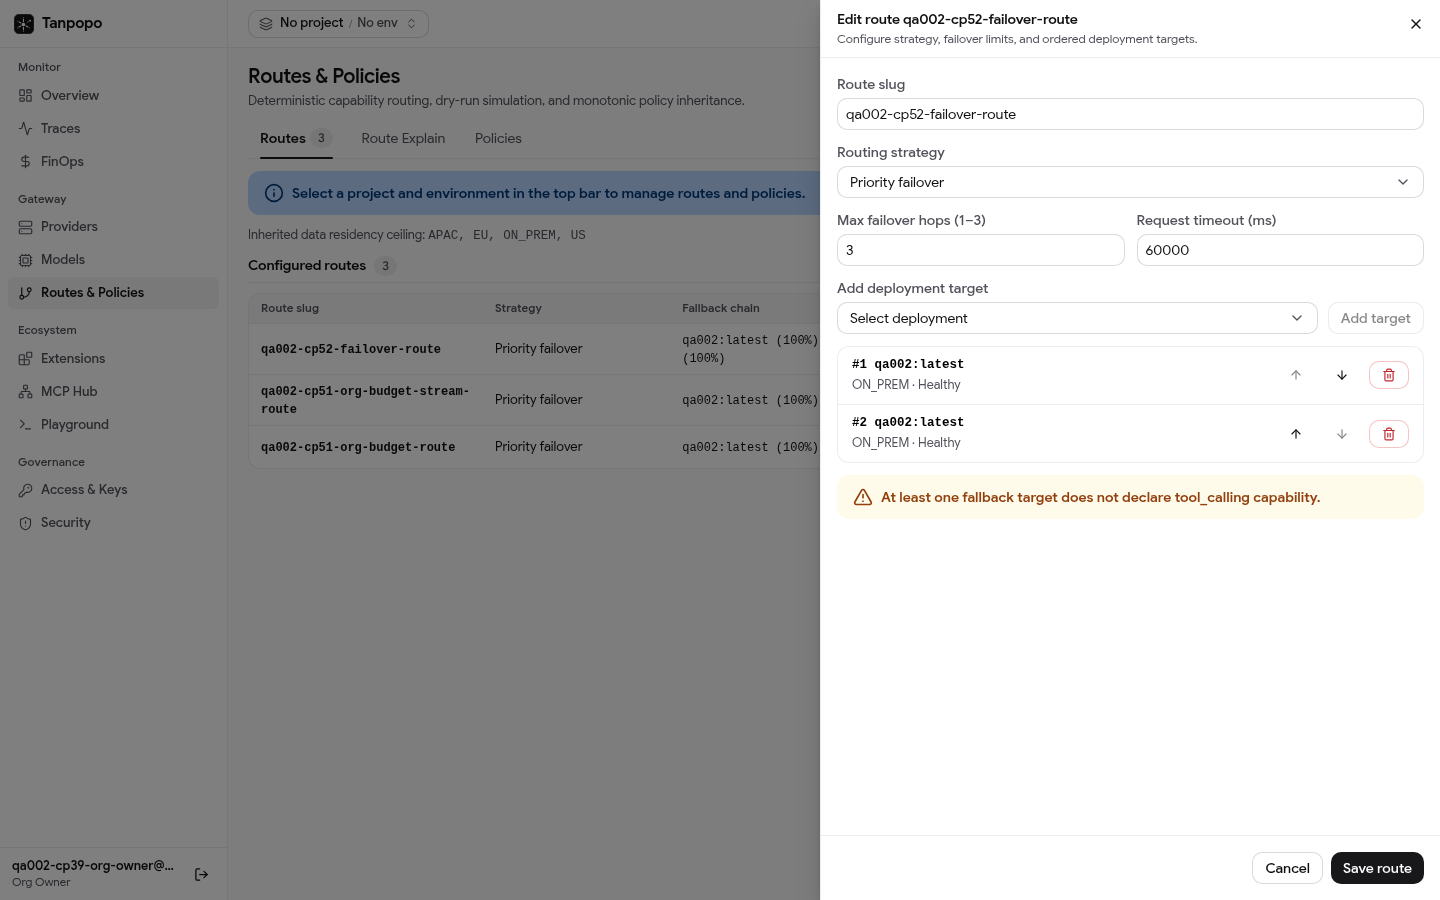 Tanpopo
Monitor
Overview
Traces
FinOps
Gateway
Providers
Models
Routes & Policies
Ecosystem
Extensions
MCP Hub
Playground
Governance
Access & Keys
Security
qa002-cp39-org-owner@...
Org Owner
No project / No env
Routes & Policies
Deterministic capability routing, dry-run simulation, and monotonic policy inheritance.
Routes 3 Route Explain Policies
Select a project and environment in the top bar to manage routes and policies.
Inherited data residency ceiling: APAC, EU, ON_PREM, US
Configured routes 3
Route slug Strategy Fallback chain
qa002-cp52-failover-route Priority failover qa002:latest (100%)
(100%)
qa002-cp51-org-budget-stream-
route Priority failover qa002:latest (100%)
qa002-cp51-org-budget-route Priority failover qa002:latest (100%)
Edit route qa002-cp52-failover-route
Configure strategy, failover limits, and ordered deployment targets.
Route slug
qa002-cp52-failover-route
Routing strategy
Priority failover
Max failover hops (1–3) Request timeout (ms)
3 60000
Add deployment target
Select deployment Add target
#1 qa002:latest
ON_PREM · Healthy
#2 qa002:latest
ON_PREM · Healthy
At least one fallback target does not declare tool_calling capability.
Cancel Save route